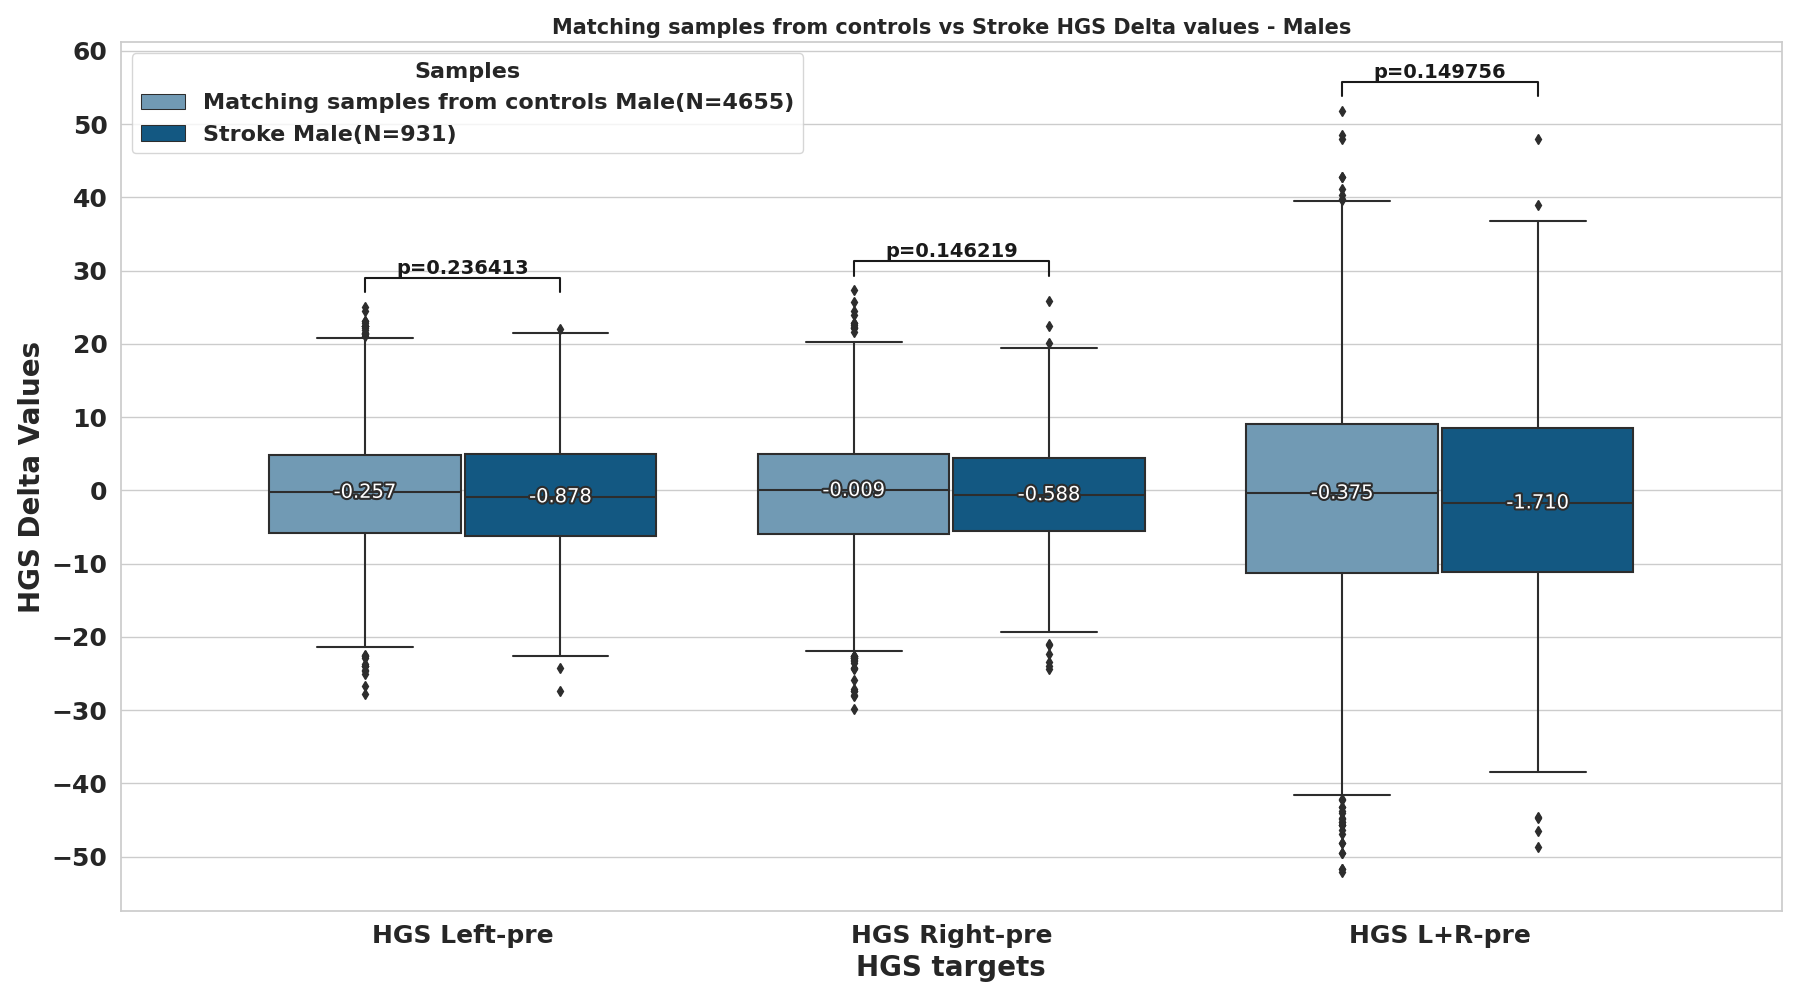 Matching samples from controls vs Stroke HGS Delta values - Males
Samples
Matching samples from controls Male(N=4655)
Stroke Male(N=931)
HGS Delta Values
60
50
40
30
20
10
0
−10
−20
−30
−40
−50
p=0.236413
p=0.146219
p=0.149756
-0.257
-0.878
-0.009
-0.588
-0.375
-1.710
HGS Left-pre
HGS Right-pre
HGS L+R-pre
HGS targets